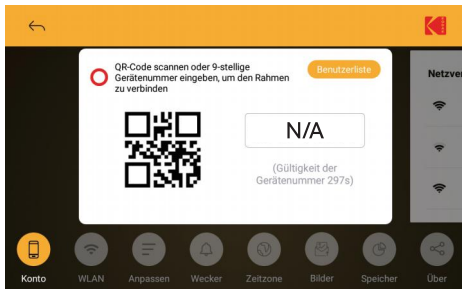 QR-Code scannen oder 9-stellige
Gerätenummer eingeben, um den Rahmen
zu verbinden
Benutzerliste
N/A
(Gültigkeit der
Gerätenummer 297s)
Konto
WLAN
Anpassen
Wecker
Zeitzone
Bilder
Speicher
Über